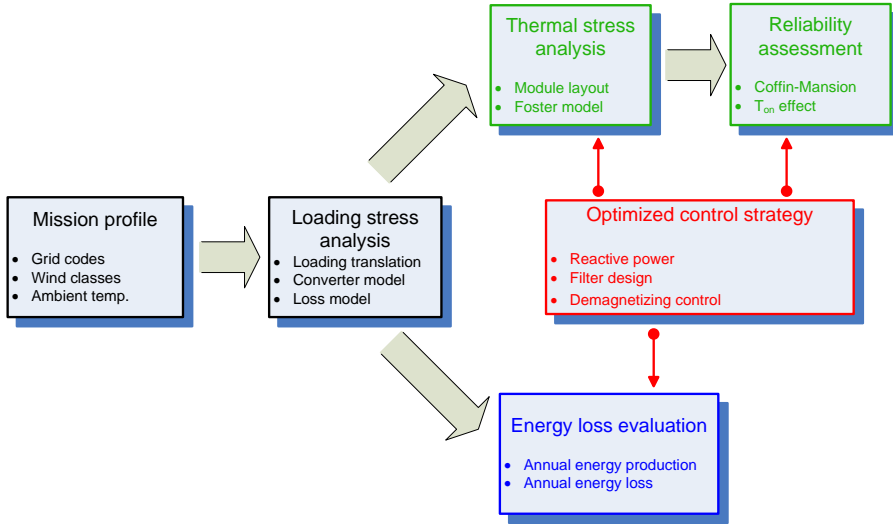 Mission profile
• Grid codes
• Wind classes
• Ambient temp.
Loading stress
analysis
• Loading translation
• Converter model
• Loss model
Thermal stress
analysis
• Module layout
• Foster model
Reliability
assessment
• Coffin-Mansion
• Ton effect
Optimized control strategy
• Reactive power
• Filter design
• Demagnetizing control
Energy loss evaluation
• Annual energy production
• Annual energy loss